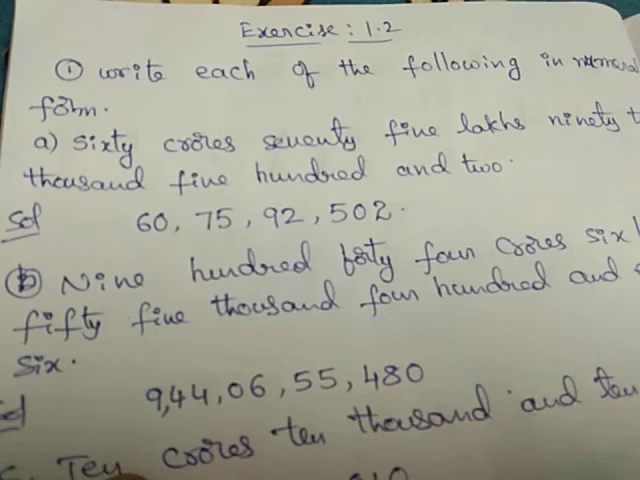 Exercise : 1.2
① write each of the following in numeral
form.
a) Sixty crores seventy five lakhs ninety
thousand five hundred and two.
Sol 60, 75, 92, 502.
ⓑ Nine hundred forty four crores six
fifty five thousand four hundred and
six.
9,44, 06, 55, 480
Ten crores ten thousand and ten